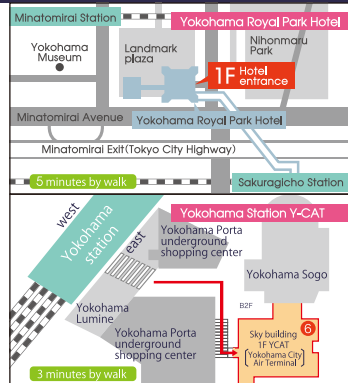 Minatomirai Station
Yokohama Royal Park Hotel
Yokohama
Museum
Landmark
plaza
Nihonmaru
Park
1F Hotel
entrance
Minatomirai Avenue
Yokohama Royal Park Hotel
Minatomirai Exit(Tokyo City Highway)
5 minutes by walk
Sakuragicho Station
Yokohama Station Y-CAT
west
Yokohama
station
east
Yokohama Porta
underground
shopping center
Yokohama Sogo
Yokohama
Lumine
B2F
6
Yokohama Porta
underground
shopping center
Sky building
1F YCAT
(Yokohama City
Air Terminal)
3 minutes by walk